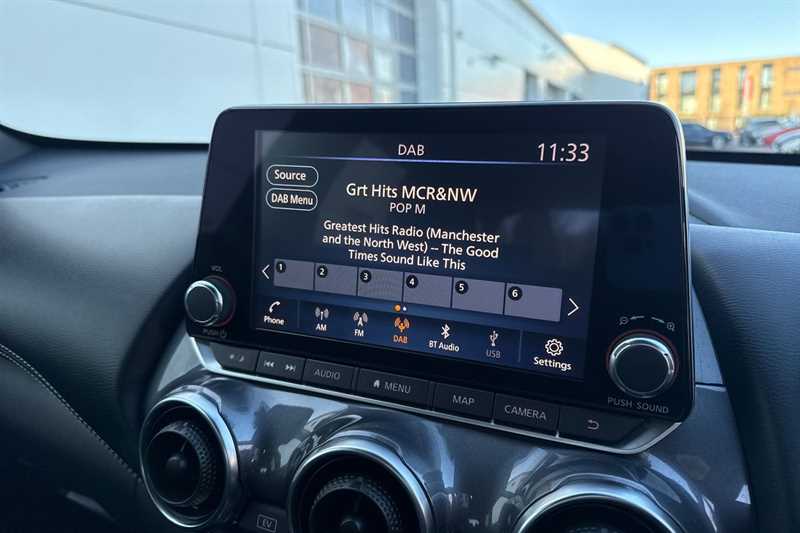 DAB
11:33
Source
DAB Menu
Grt Hits MCR&NW
POP M
Greatest Hits Radio (Manchester
and the North West) -- The Good
Times Sound Like This
1 2 3 4 5 6
Phone AM FM DAB BT Audio USB Settings
VOL
PUSH
PUSH·SOUND
AUDIO MENU MAP CAMERA
EV